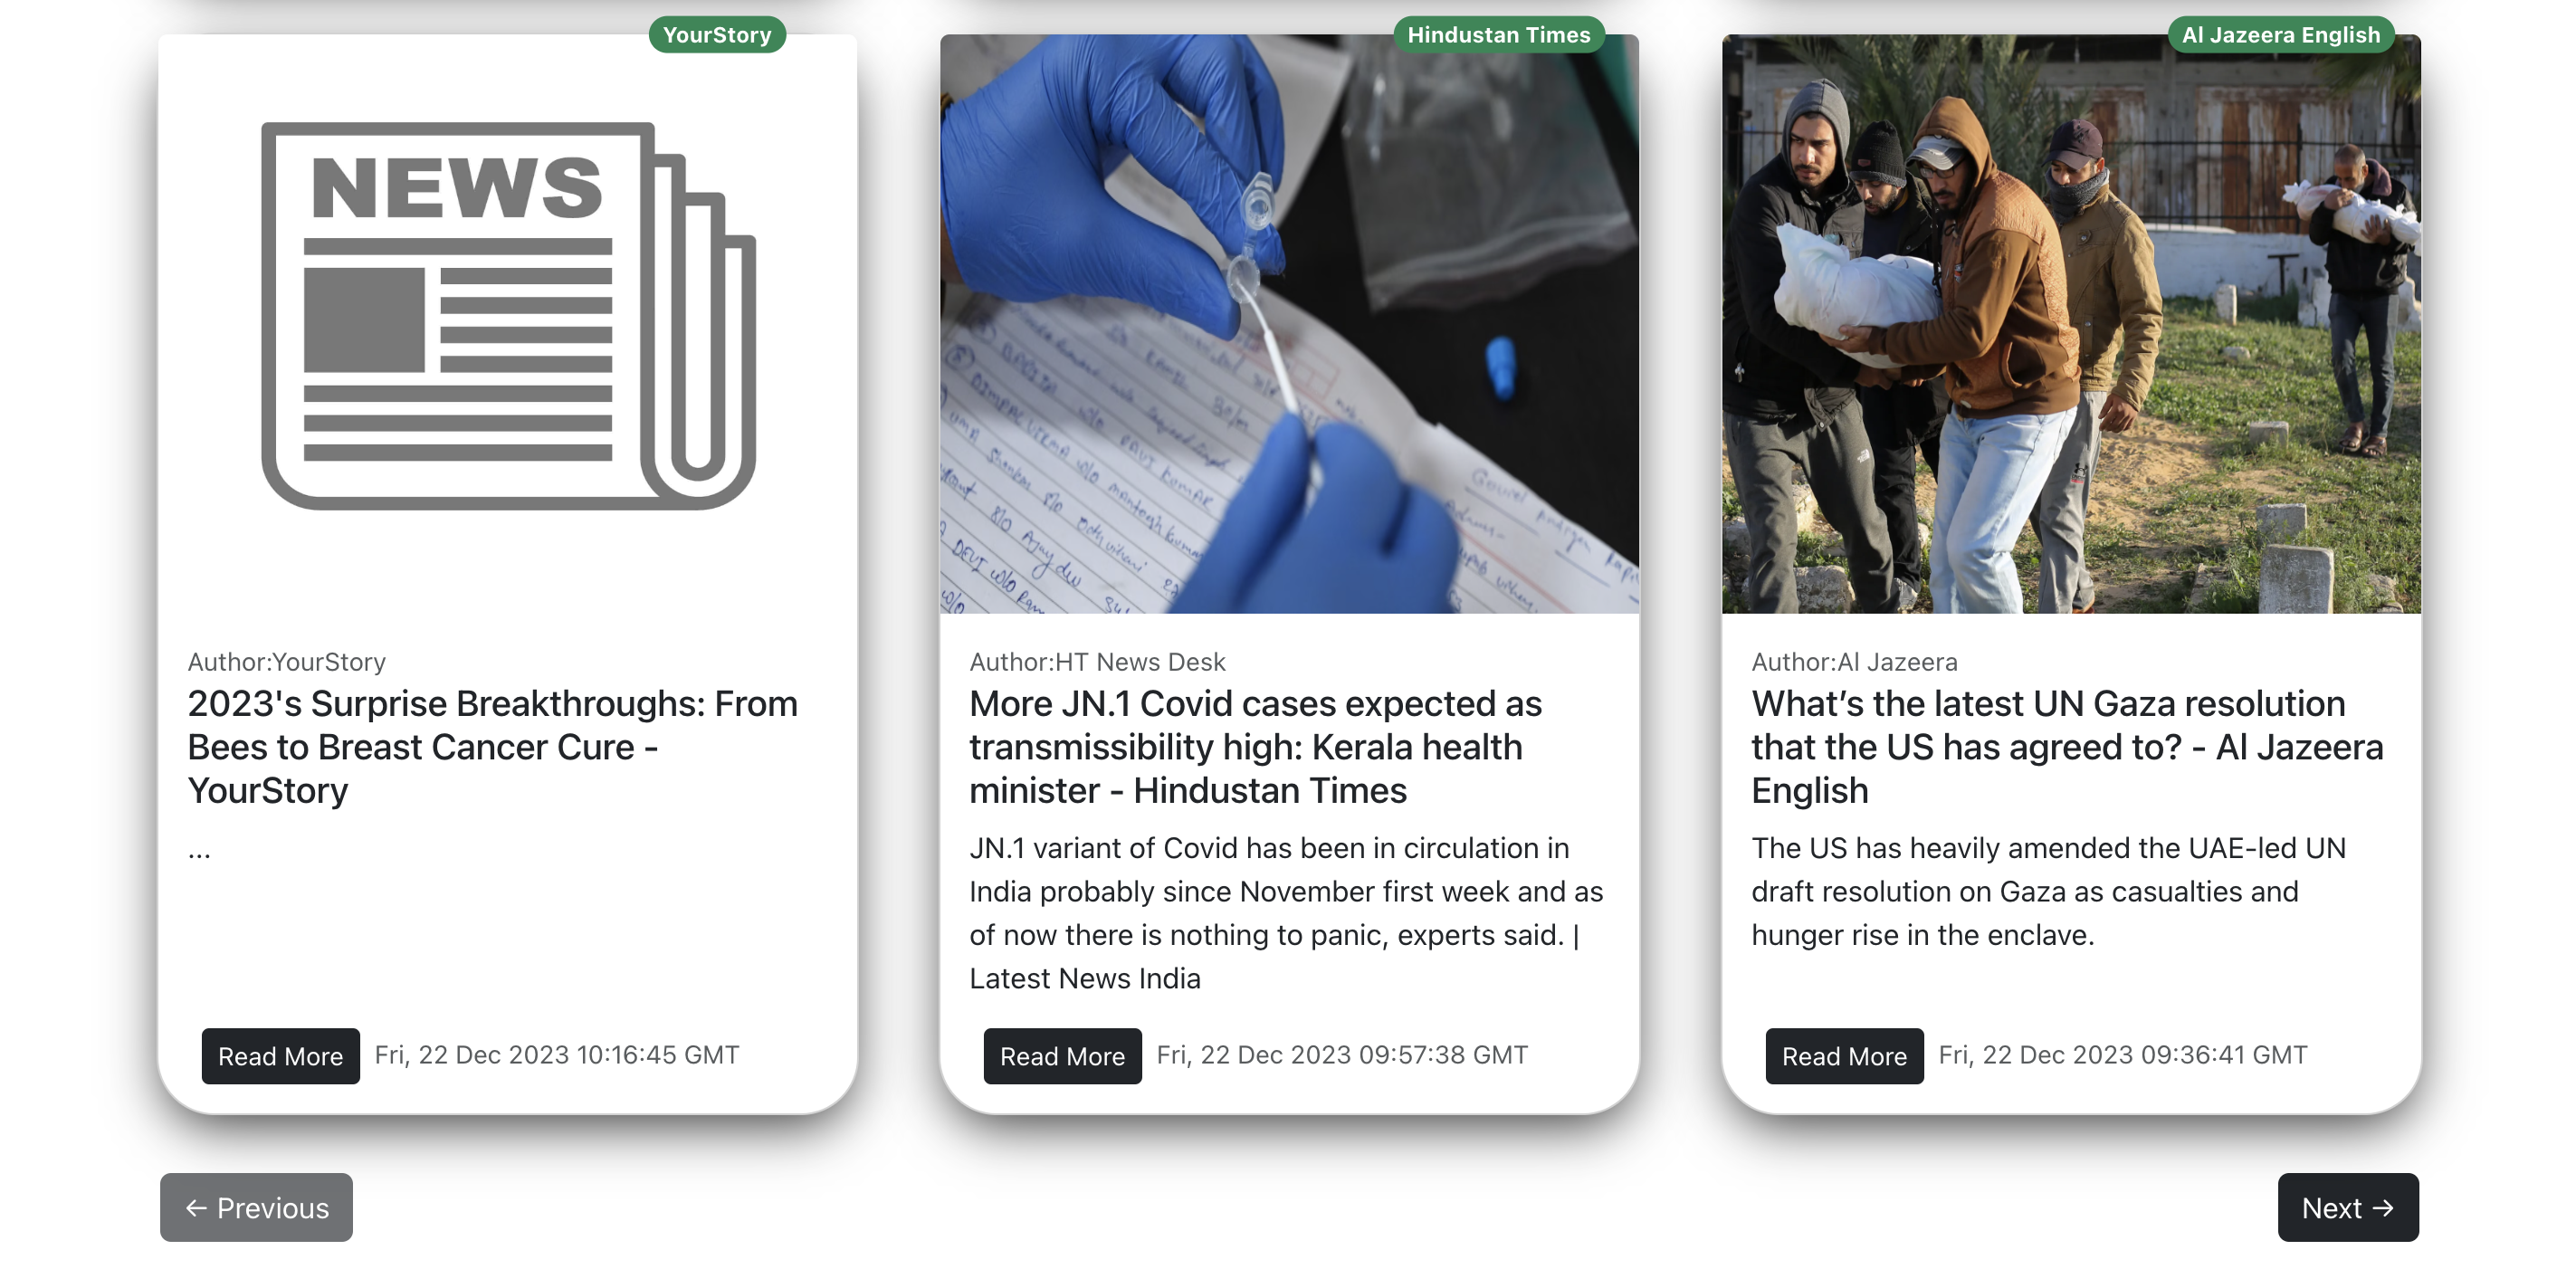 YourStory
NEWS
Author:YourStory
2023's Surprise Breakthroughs: From
Bees to Breast Cancer Cure -
YourStory
...
Read More Fri, 22 Dec 2023 10:16:45 GMT
Hindustan Times
Author:HT News Desk
More JN.1 Covid cases expected as
transmissibility high: Kerala health
minister - Hindustan Times
JN.1 variant of Covid has been in circulation in
India probably since November first week and as
of now there is nothing to panic, experts said. |
Latest News India
Read More Fri, 22 Dec 2023 09:57:38 GMT
Al Jazeera English
Author:Al Jazeera
What’s the latest UN Gaza resolution
that the US has agreed to? - Al Jazeera
English
The US has heavily amended the UAE-led UN
draft resolution on Gaza as casualties and
hunger rise in the enclave.
Read More Fri, 22 Dec 2023 09:36:41 GMT
← Previous
Next →